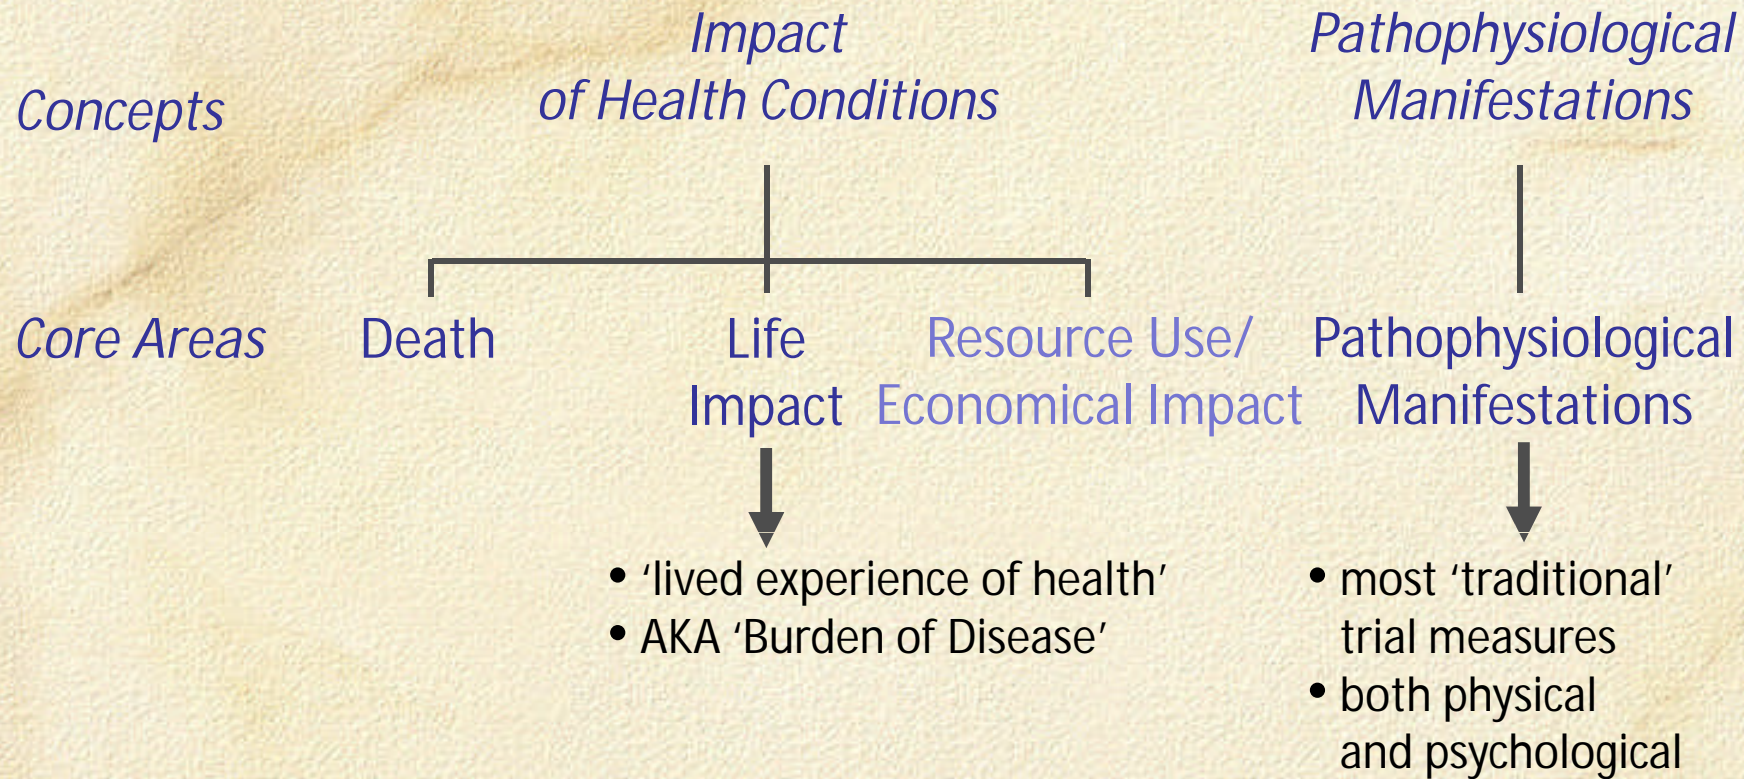 Concepts
Impact
of Health Conditions
Pathophysiological
Manifestations
Core Areas
Death
Life
Impact
Resource Use/
Economical Impact
Pathophysiological
Manifestations
• ‘lived experience of health’
• AKA ‘Burden of Disease’
• most ‘traditional’
trial measures
• both physical
and psychological